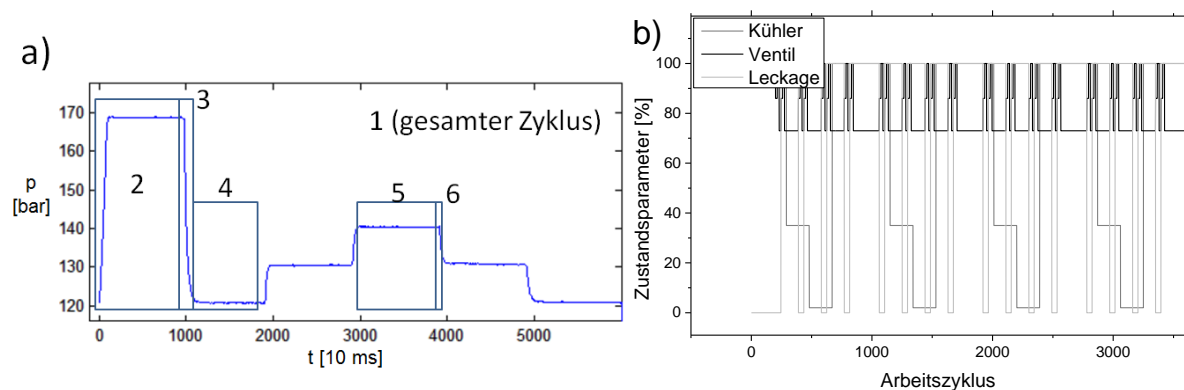 a)
1 (gesamter Zyklus)
2
3
4
5
6
p
[bar]
170
160
150
140
130
120
0
1000
2000
3000
4000
5000
t [10 ms]
b)
Kühler
Ventil
Leckage
Zustandsparameter [%]
100
80
60
40
20
0
0
1000
2000
3000
Arbeitszyklus